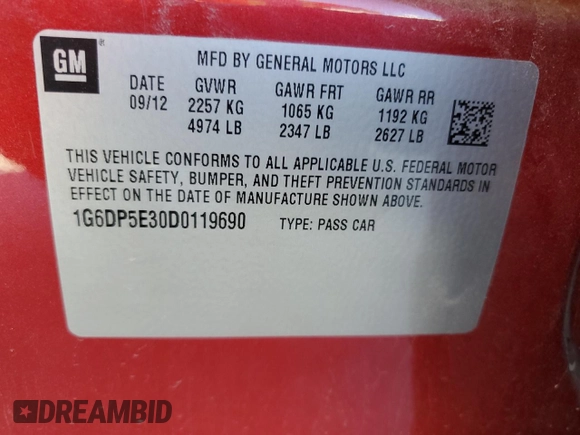 GM
MFD BY GENERAL MOTORS LLC
DATE GVWR GAWR FRT GAWR RR
09/12 2257 KG 1065 KG 1192 KG
4974 LB 2347 LB 2627 LB
THIS VEHICLE CONFORMS TO ALL APPLICABLE U.S. FEDERAL MOTOR
VEHICLE SAFETY, BUMPER, AND THEFT PREVENTION STANDARDS IN
EFFECT ON THE DATE OF MANUFACTURE SHOWN ABOVE.
1G6DP5E30D0119690 TYPE: PASS CAR
DREAMBID